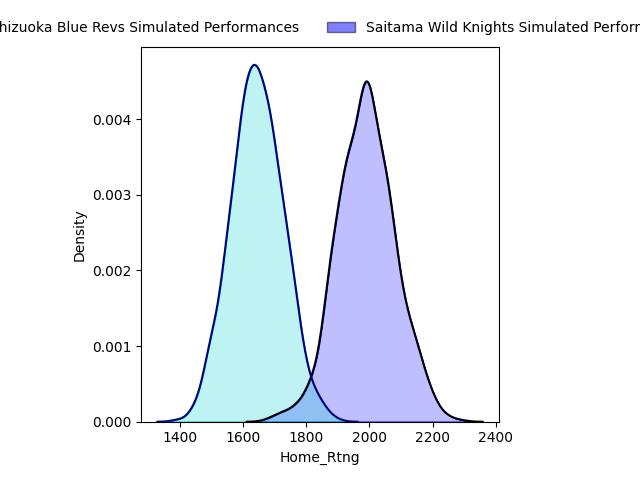 hizuoka Blue Revs Simulated Performances
Saitama Wild Knights Simulated Perfor
0.004
0.003
0.002
0.001
0.000
Density
1400 1600 1800 2000 2200 2400
Home_Rtng